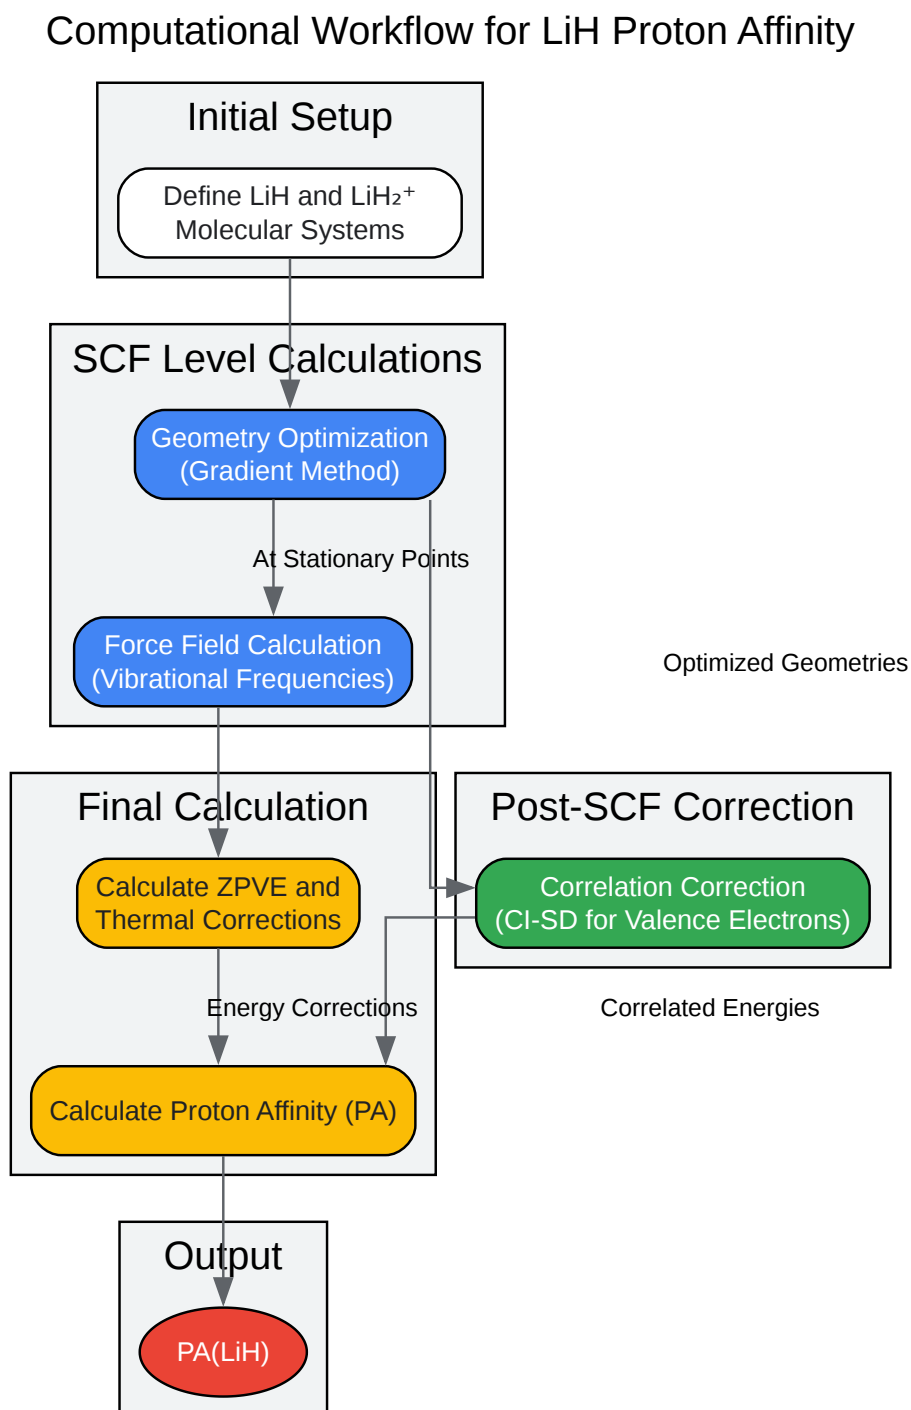 Computational Workflow for LiH Proton Affinity
Initial Setup
Define LiH and LiH₂⁺
Molecular Systems
SCF Level Calculations
Geometry Optimization
(Gradient Method)
At Stationary Points
Force Field Calculation
(Vibrational Frequencies)
Optimized Geometries
Final Calculation
Calculate ZPVE and
Thermal Corrections
Post-SCF Correction
Correlation Correction
(CI-SD for Valence Electrons)
Energy Corrections
Correlated Energies
Calculate Proton Affinity (PA)
Output
PA(LiH)